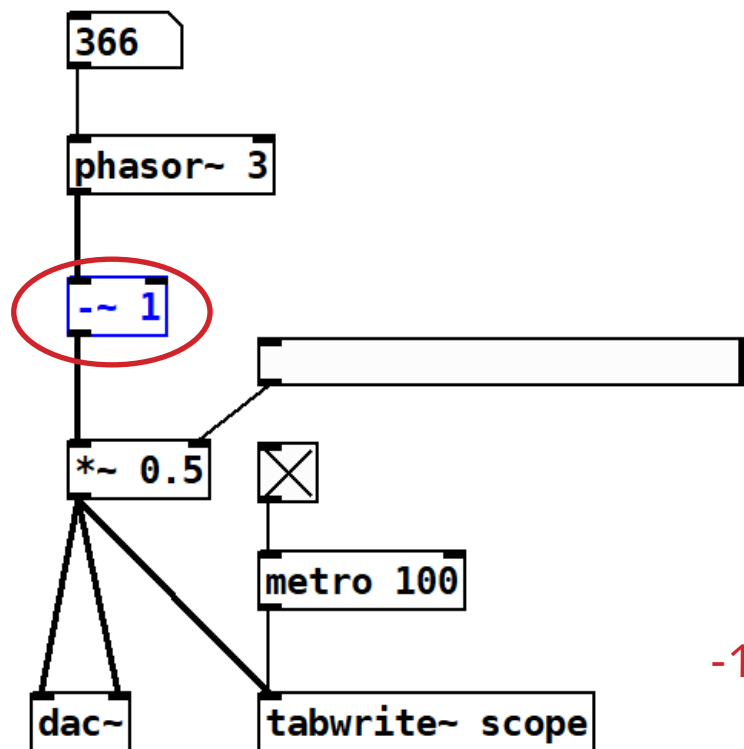 366
phasor~ 3
-~ 1
*~ 0.5
metro 100
-1
dac~
tabwrite~ scope